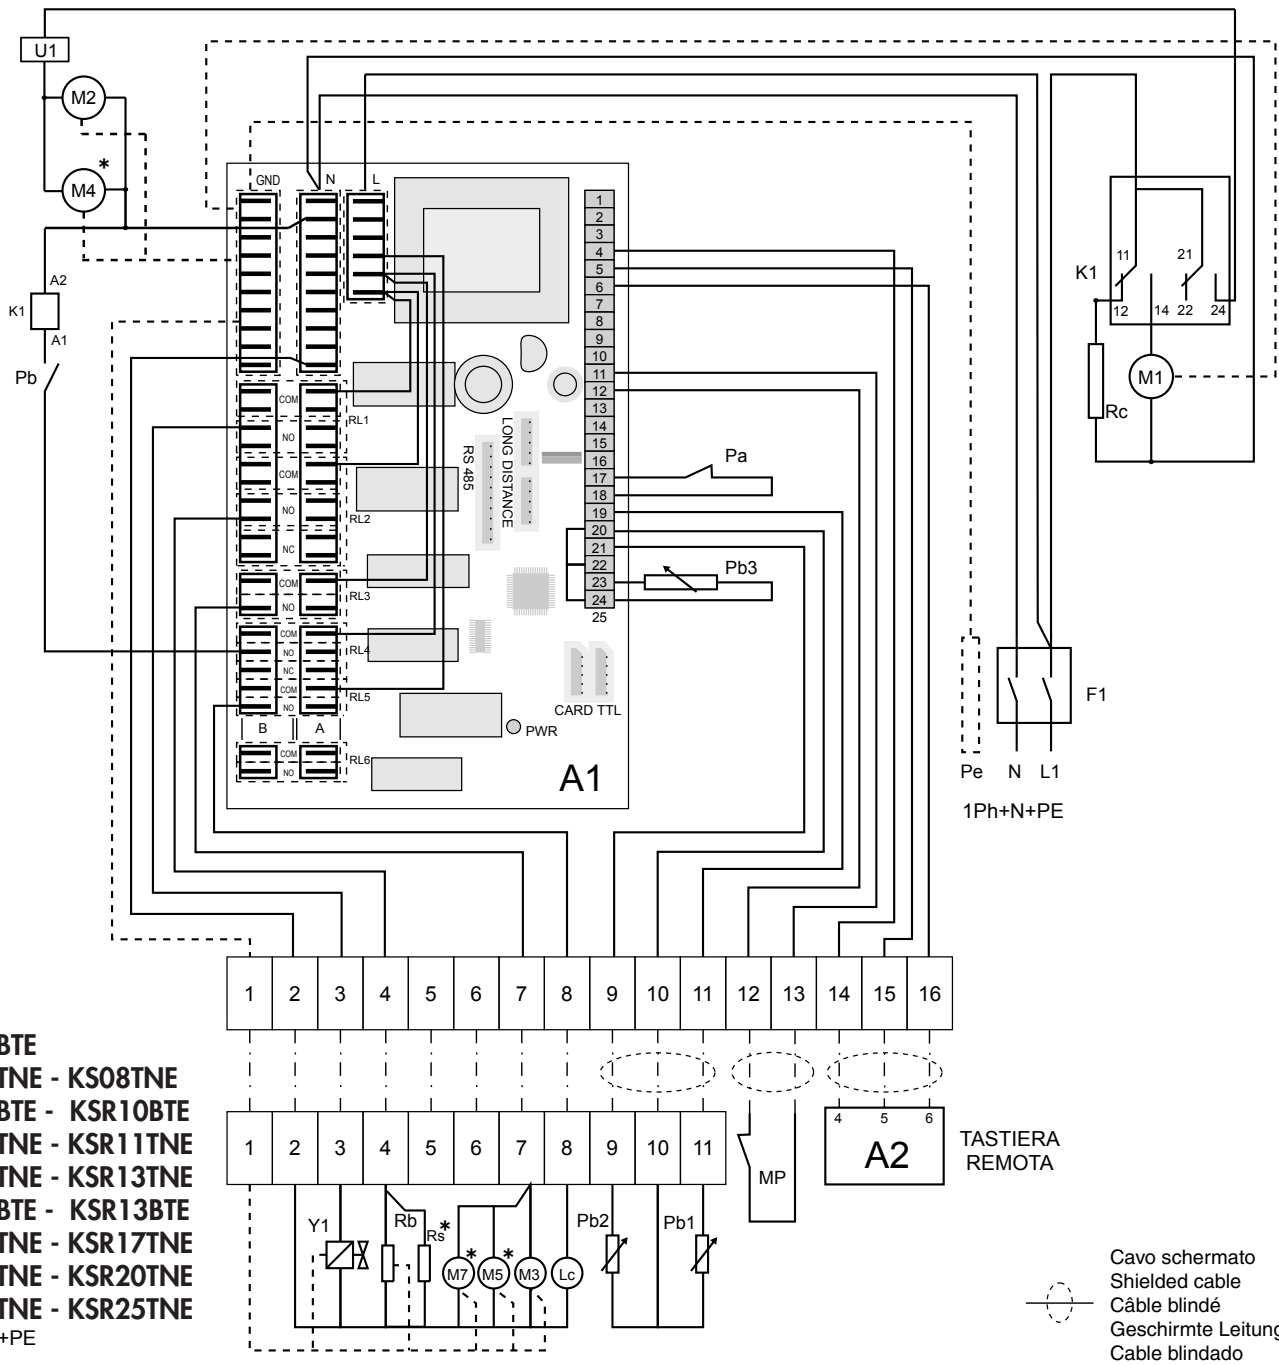 U1
M2
*
M4
GND
N
L
1
2
3
4
5
6
7
8
9
10
11
12
13
14
15
16
17
18
19
20
21
22
23
24
25
11
21
K1
12
14
22
24
M1
Rc
A2
K1
A1
Pb
COM
RL1
NO
COM
NO
RL2
NC
COM
RL3
NO
COM
NO
RL4
NC
COM
RL5
NO
B
A
COM
RL6
NO
RS 485
LONG DISTANCE
Pa
Pb3
CARD TTL
PWR
A1
F1
Pe
N
L1
1Ph+N+PE
1 2 3 4 5 6 7 8 9 10 11 12 13 14 15 16
BTE
TNE - KS08TNE
BTE - KSR10BTE
TNE - KSR11TNE
TNE - KSR13TNE
BTE - KSR13BTE
TNE - KSR17TNE
TNE - KSR20TNE
TNE - KSR25TNE
+PE
1 2 3 4 5 6 7 8 9 10 11
MP
4 5 6
A2
TASTIERA
REMOTA
Y1
Rb
Rs*
M7
*
M5
*
M3
Lc
Pb2
Pb1
Cavo schermato
Shielded cable
Câble blindé
Geschirmte Leitung
Cable blindado